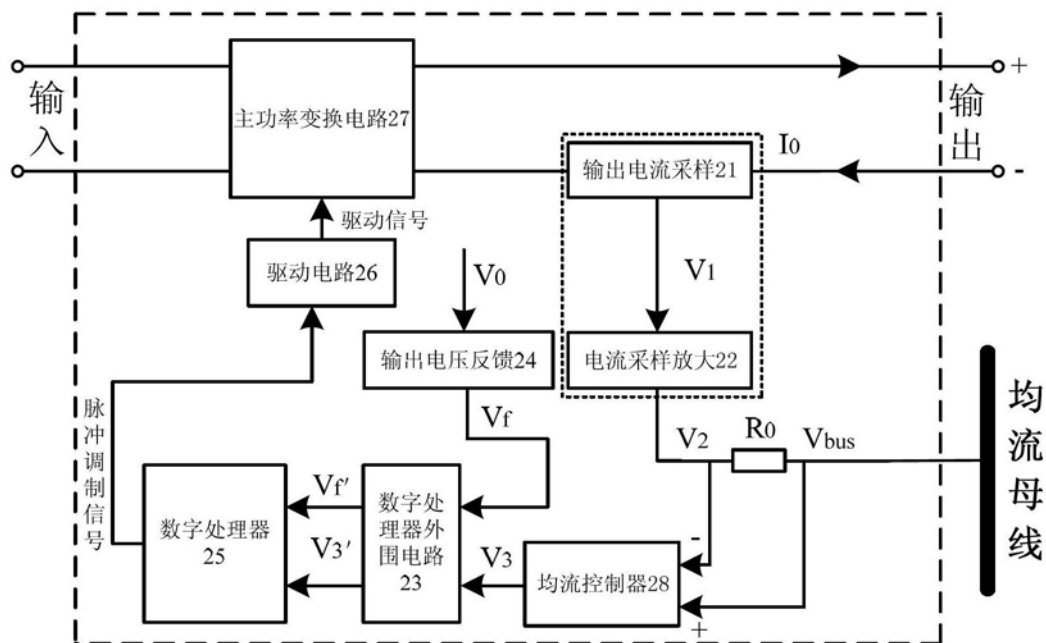 输入
主功率变换电路27
+
输出
-
I0
输出电流采样21
驱动信号
驱动电路26
V0
V1
输出电压反馈24
电流采样放大22
脉冲调制信号
Vf
V2
R0
Vbus
均流母线
数字处理器
25
Vf'
V3'
数字处
理器外
围电路
23
V3
均流控制器28
-
+